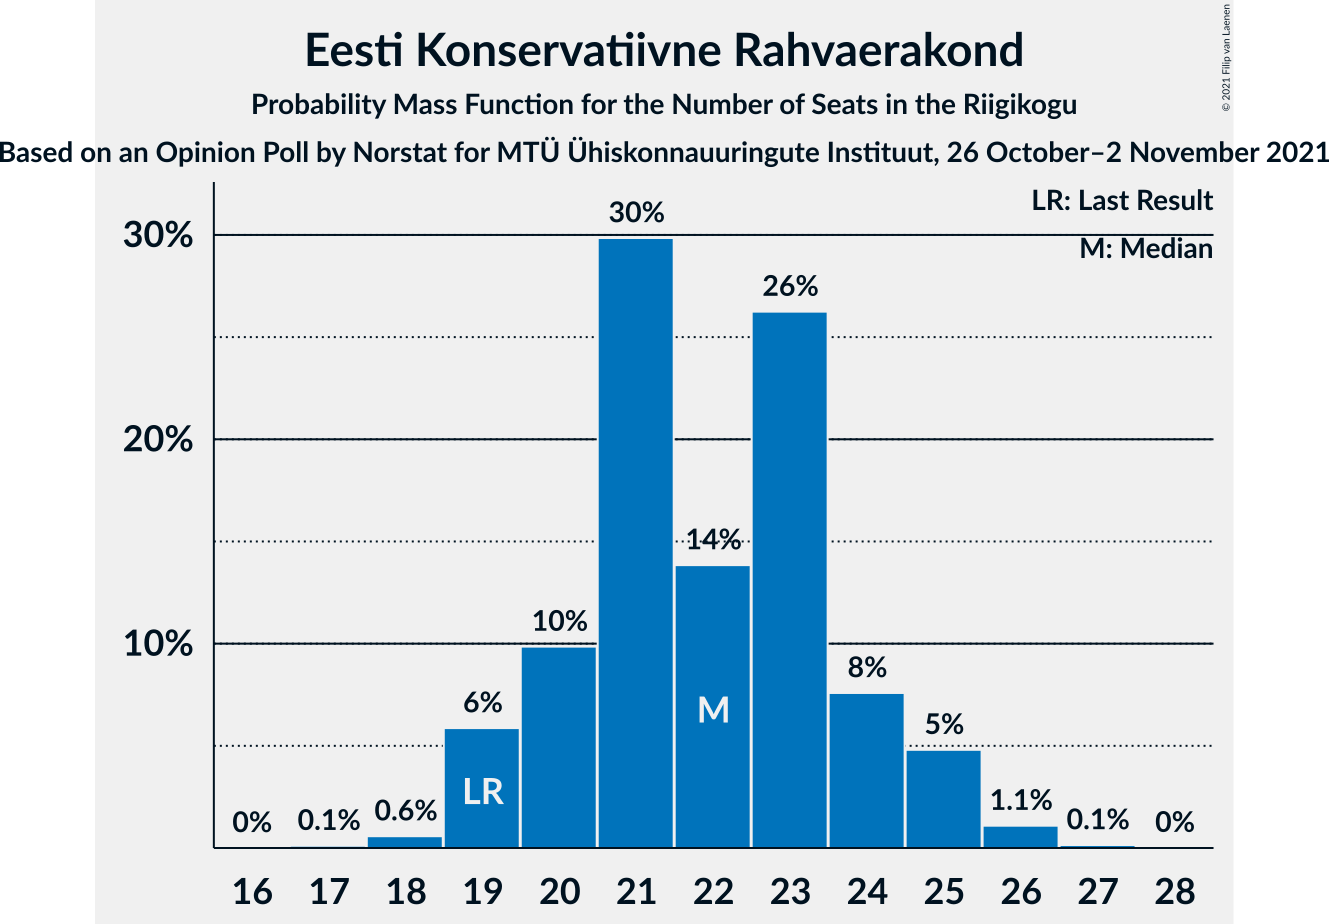 Eesti Konservatiivne Rahvaerakond
Probability Mass Function for the Number of Seats in the Riigikogu
Based on an Opinion Poll by Norstat for MTÜ Ühiskonnauuringute Instituut, 26 October–2 November 2021
© 2021 Filip van Laenen
LR: Last Result
M: Median
30%
20%
10%
0%
0.1%
0.6%
6%
10%
30%
14%
26%
8%
5%
1.1%
0.1%
0%
LR
M
16 17 18 19 20 21 22 23 24 25 26 27 28